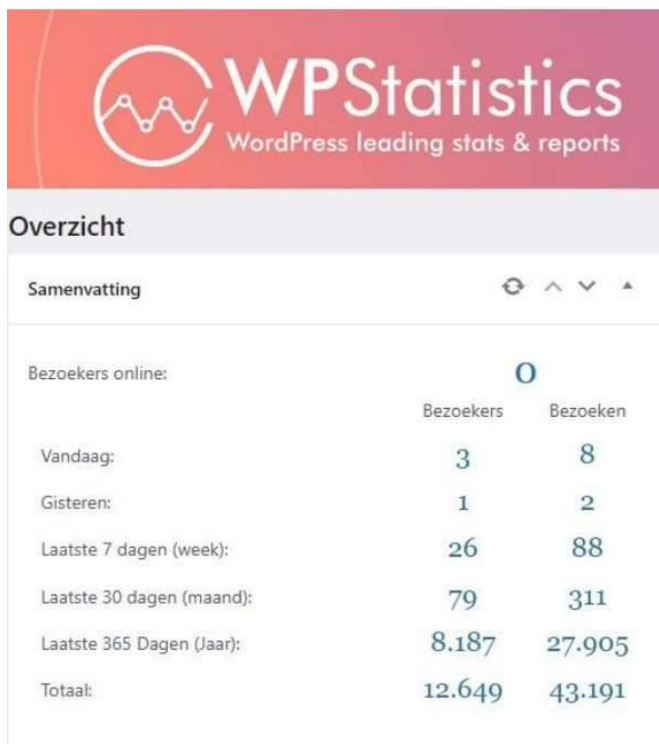 WPStatistics
WordPress leading stats & reports
Overzicht
Samenvatting
Bezoekers online: 0
Bezoekers Bezoeken
Vandaag: 3 8
Gisteren: 1 2
Laatste 7 dagen (week): 26 88
Laatste 30 dagen (maand): 79 311
Laatste 365 Dagen (Jaar): 8.187 27.905
Totaal: 12.649 43.191